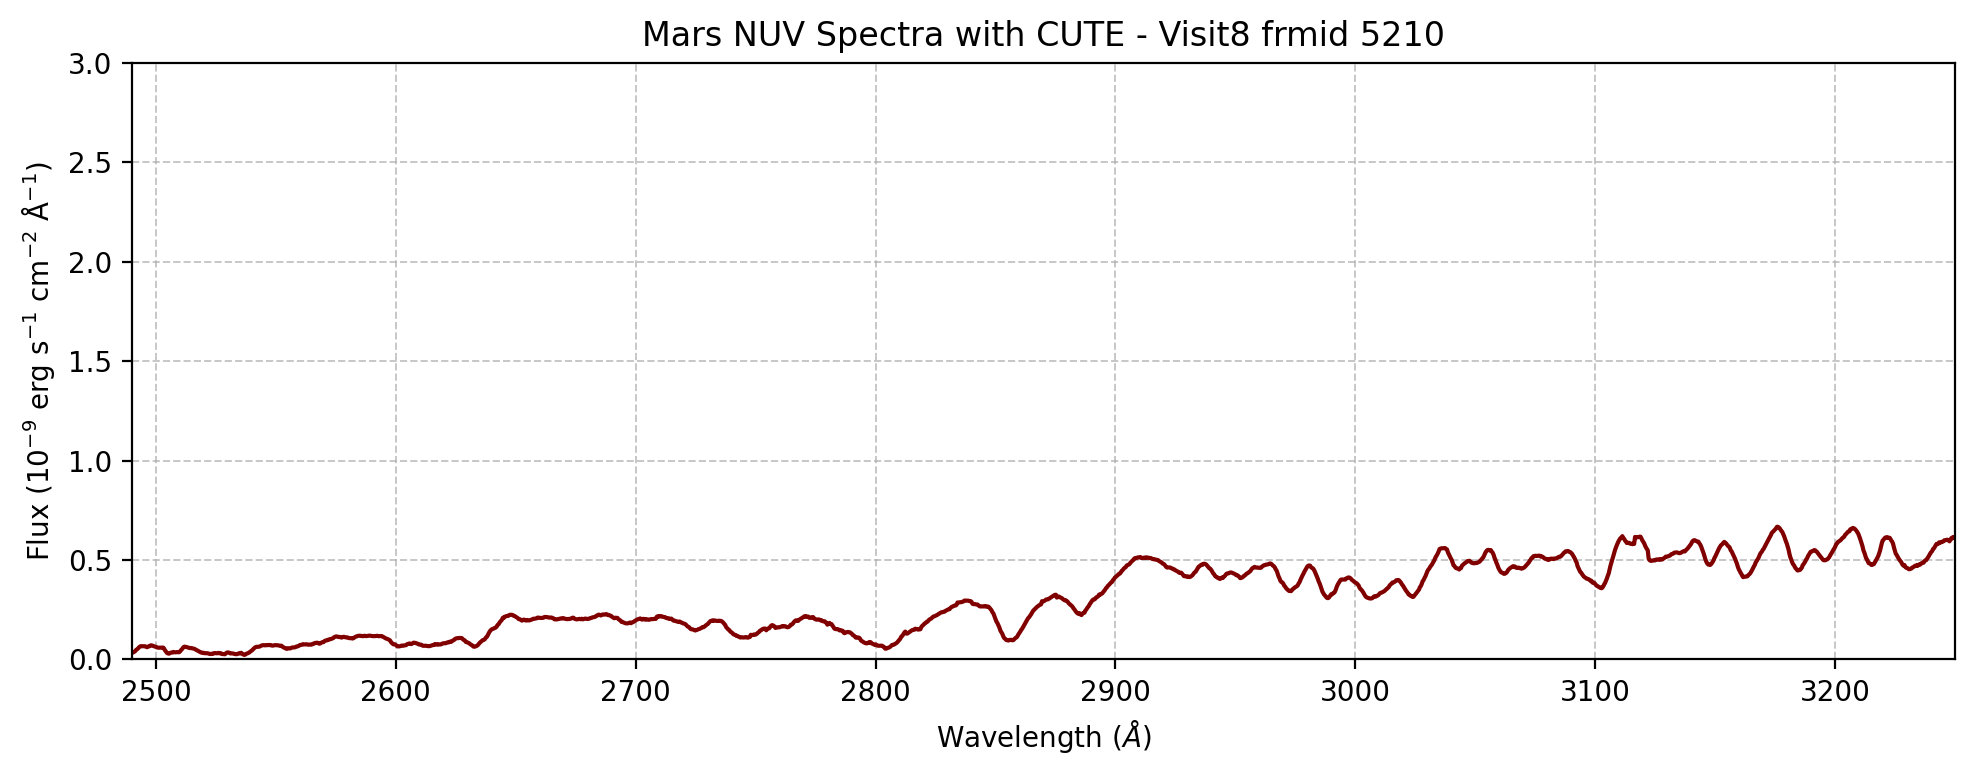 Mars NUV Spectra with CUTE - Visit8 frmid 5210
Flux (10⁻⁹ erg s⁻¹ cm⁻² Å⁻¹)
3.0
2.5
2.0
1.5
1.0
0.5
0.0
2500 2600 2700 2800 2900 3000 3100 3200
Wavelength (Å)